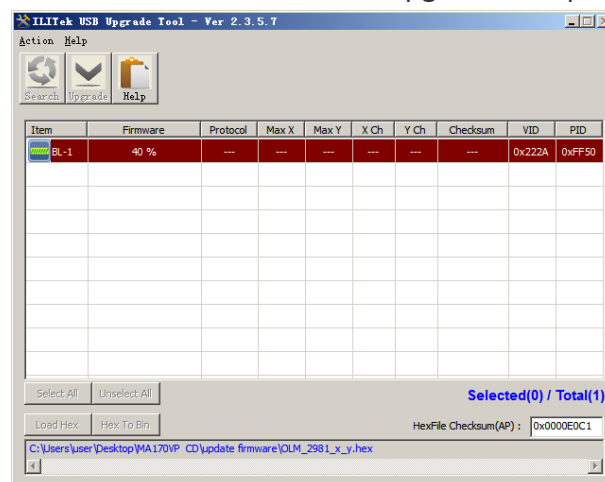 ILITek USB Upgrade Tool - Ver 2.3.5.7
Action Help
Search Upgrade Help
Item Firmware Protocol Max X Max Y X Ch Y Ch Checksum VID PID
BL-1 40 % --- --- --- --- --- --- 0x222A 0xFF50
Select All Unselect All Selected(0) / Total(1)
Load Hex Hex To Bin HexFile Checksum(AP) : 0x0000E0C1
C:\Users\user\Desktop\MA170VP CD\update firmware\OLM_2981_x_y.hex